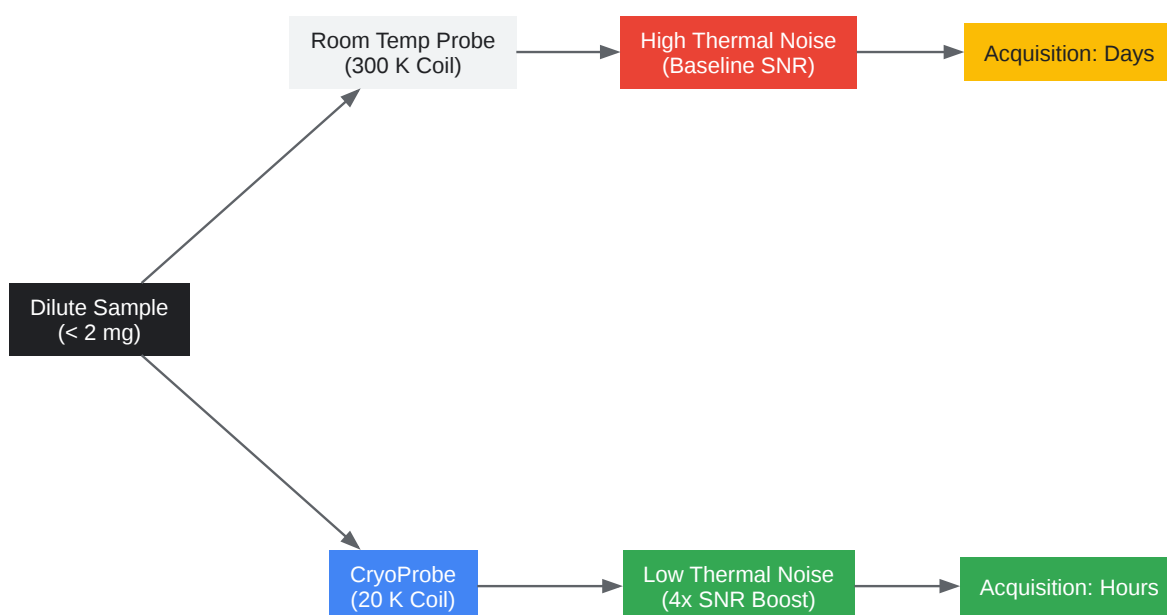 Room Temp Probe
(300 K Coil)
High Thermal Noise
(Baseline SNR)
Acquisition: Days
Dilute Sample
(< 2 mg)
CryoProbe
(20 K Coil)
Low Thermal Noise
(4x SNR Boost)
Acquisition: Hours